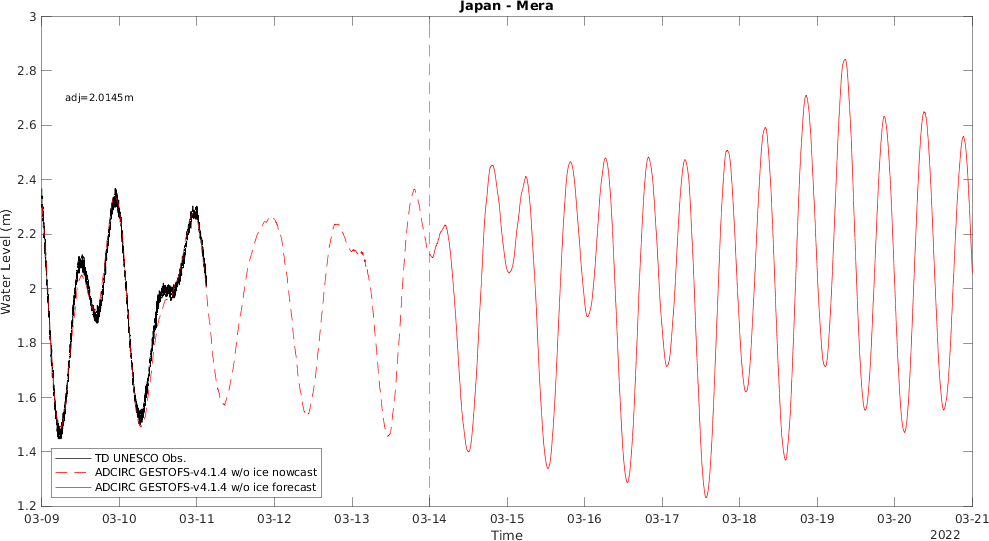 Japan - Mera
3
2.8
2.6
2.4
2.2
2
1.8
1.6
1.4
1.2
Water Level (m)
adj=2.0145m
TD UNESCO Obs.
ADCIRC GESTOFS-v4.1.4 w/o ice nowcast
ADCIRC GESTOFS-v4.1.4 w/o ice forecast
03-09 03-10 03-11 03-12 03-13 03-14 03-15 03-16 03-17 03-18 03-19 03-20 03-21
Time
2022